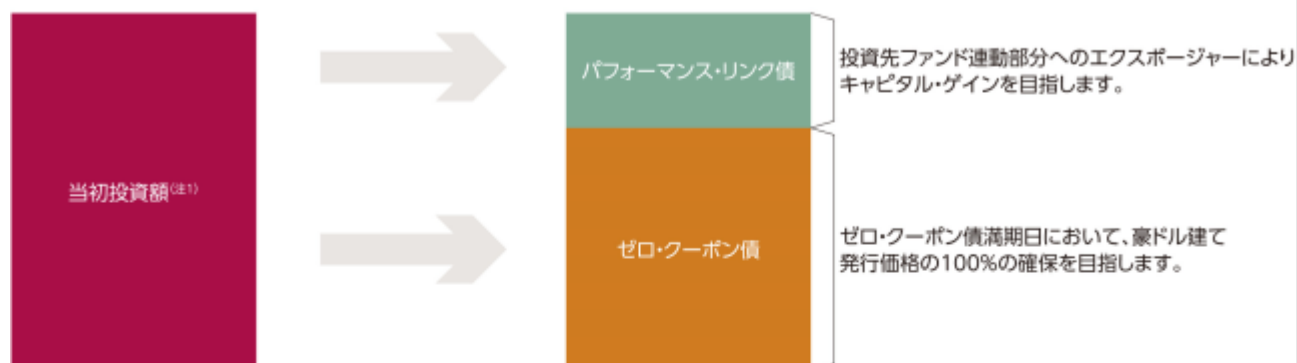 パフォーマンス・リンク債
投資先ファンド連動部分へのエクスポージャーにより
キャピタル・ゲインを目指します。
当初投資額(注1)
ゼロ・クーポン債
ゼロ・クーポン債満期日において、豪ドル建て
発行価格の100%の確保を目指します。